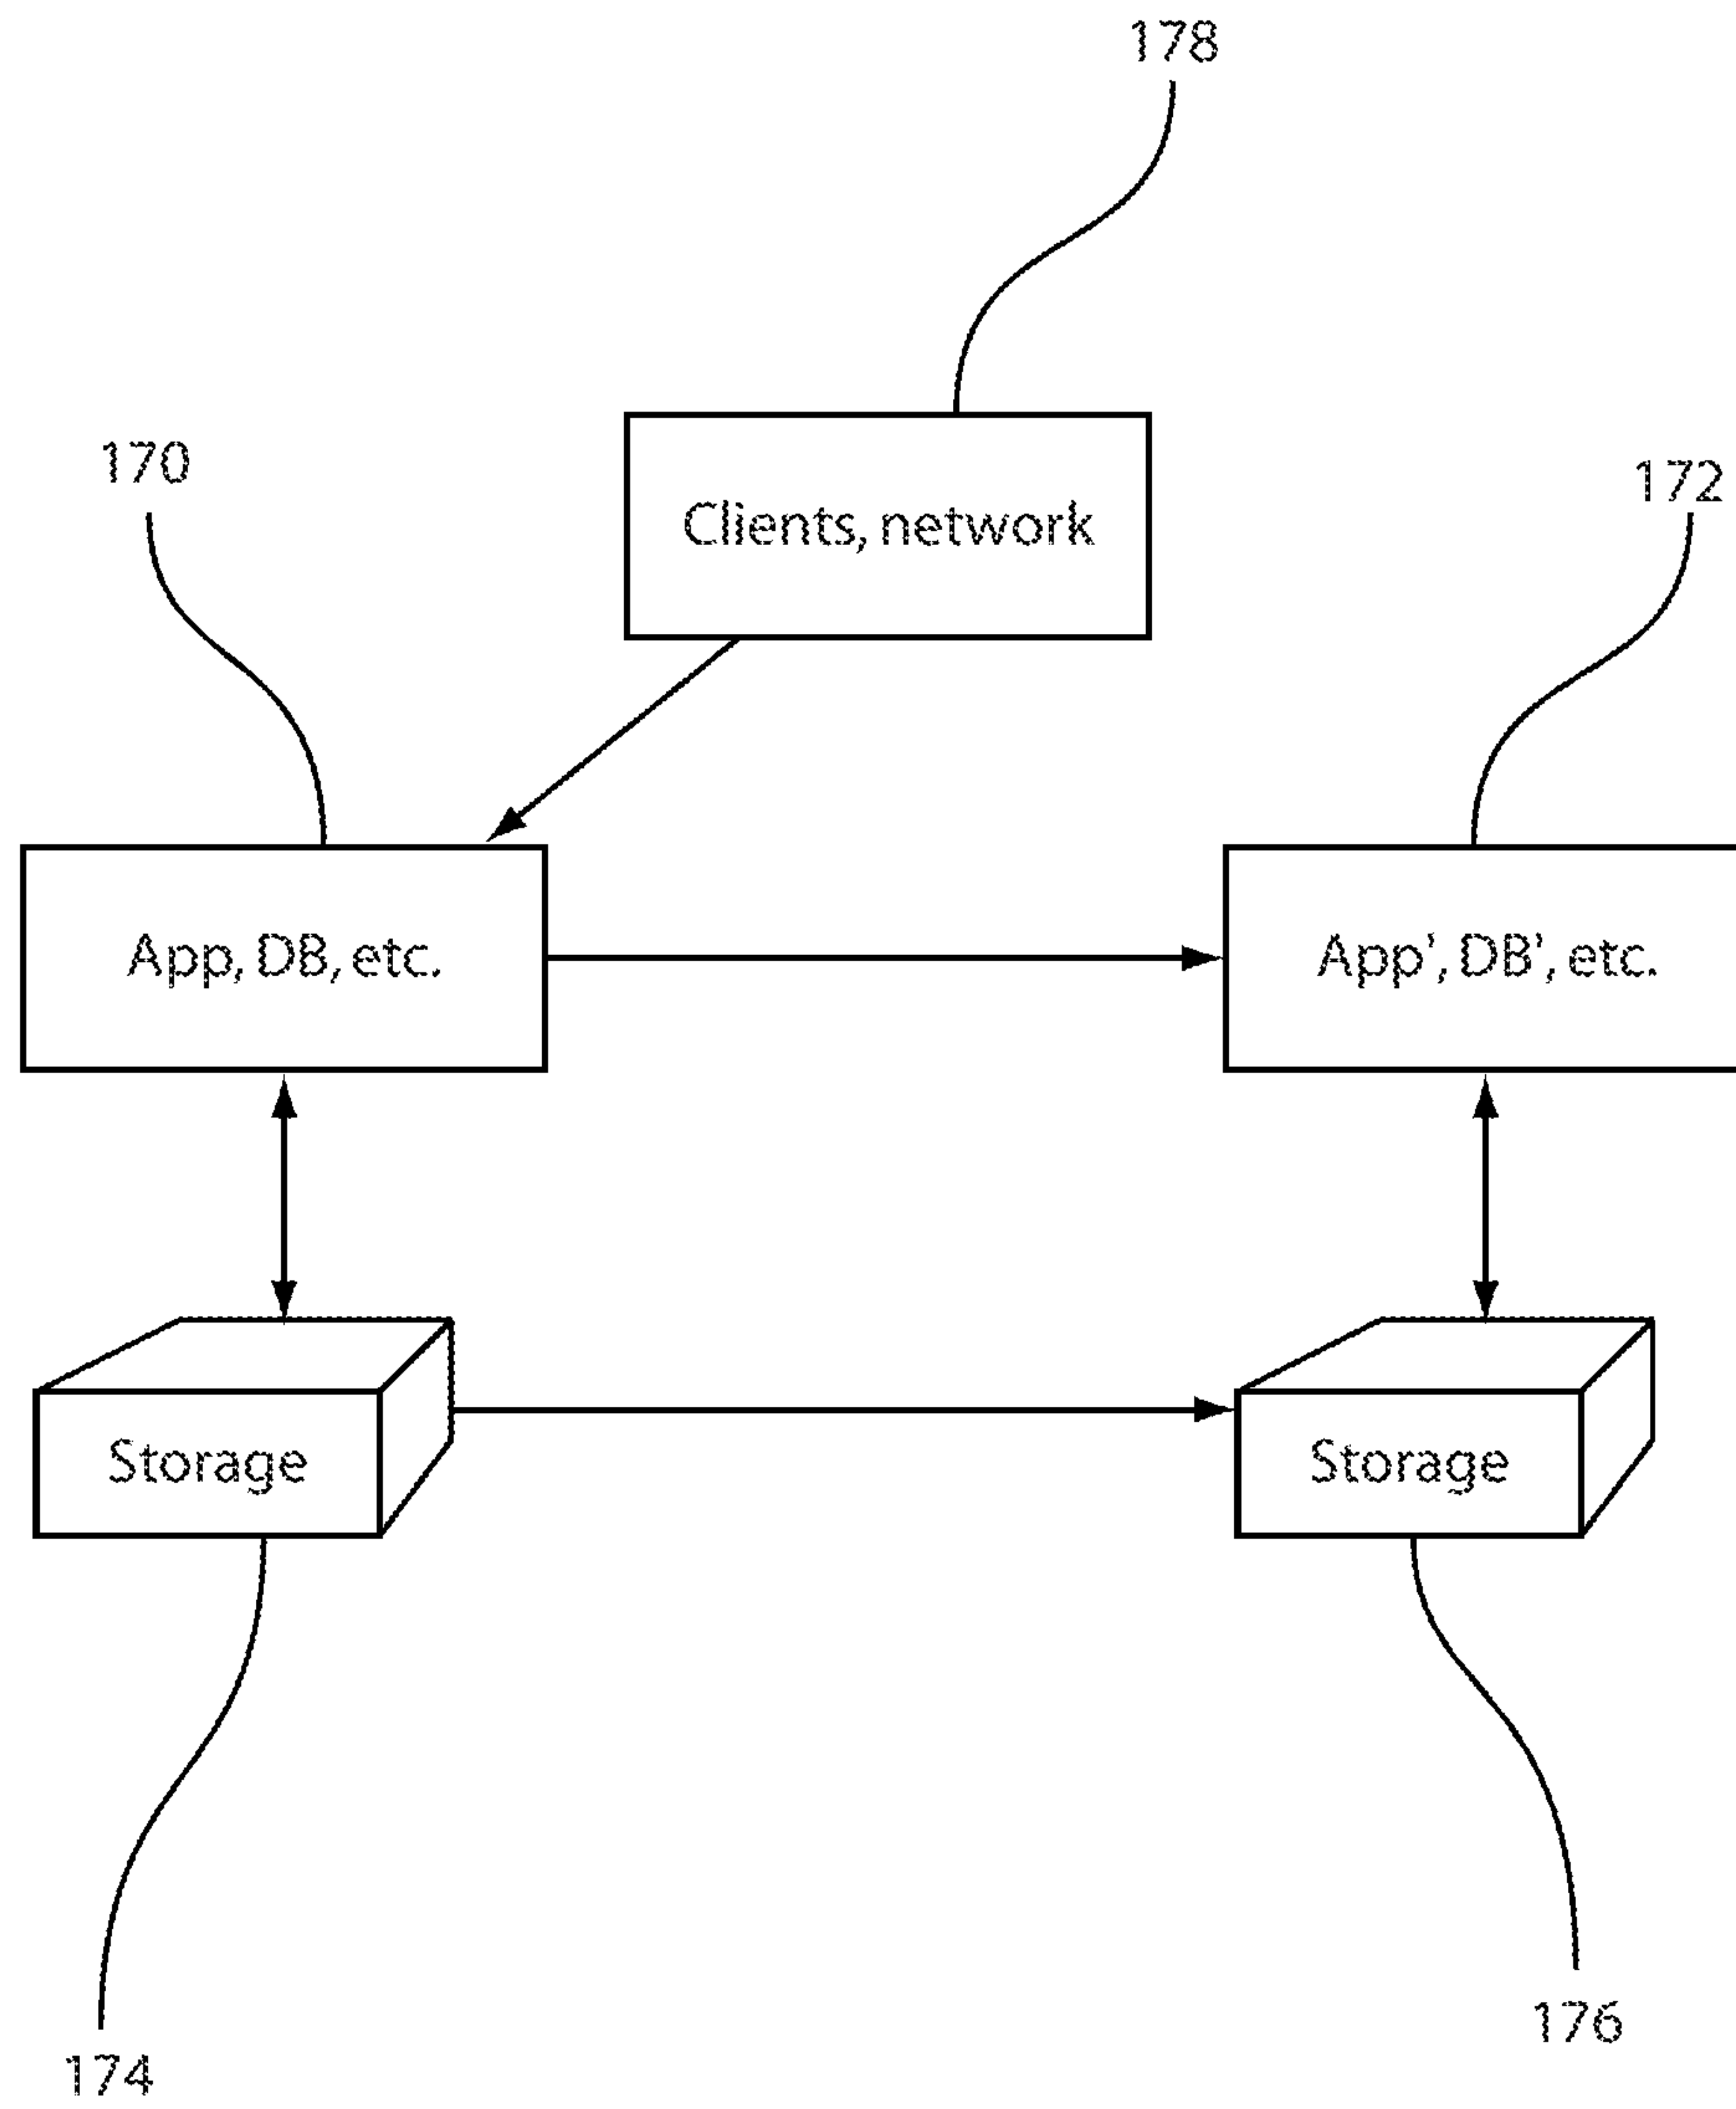 178
170
172
Clients, network
App, DB, etc.
App', DB', etc.
Storage
Storage
176
174